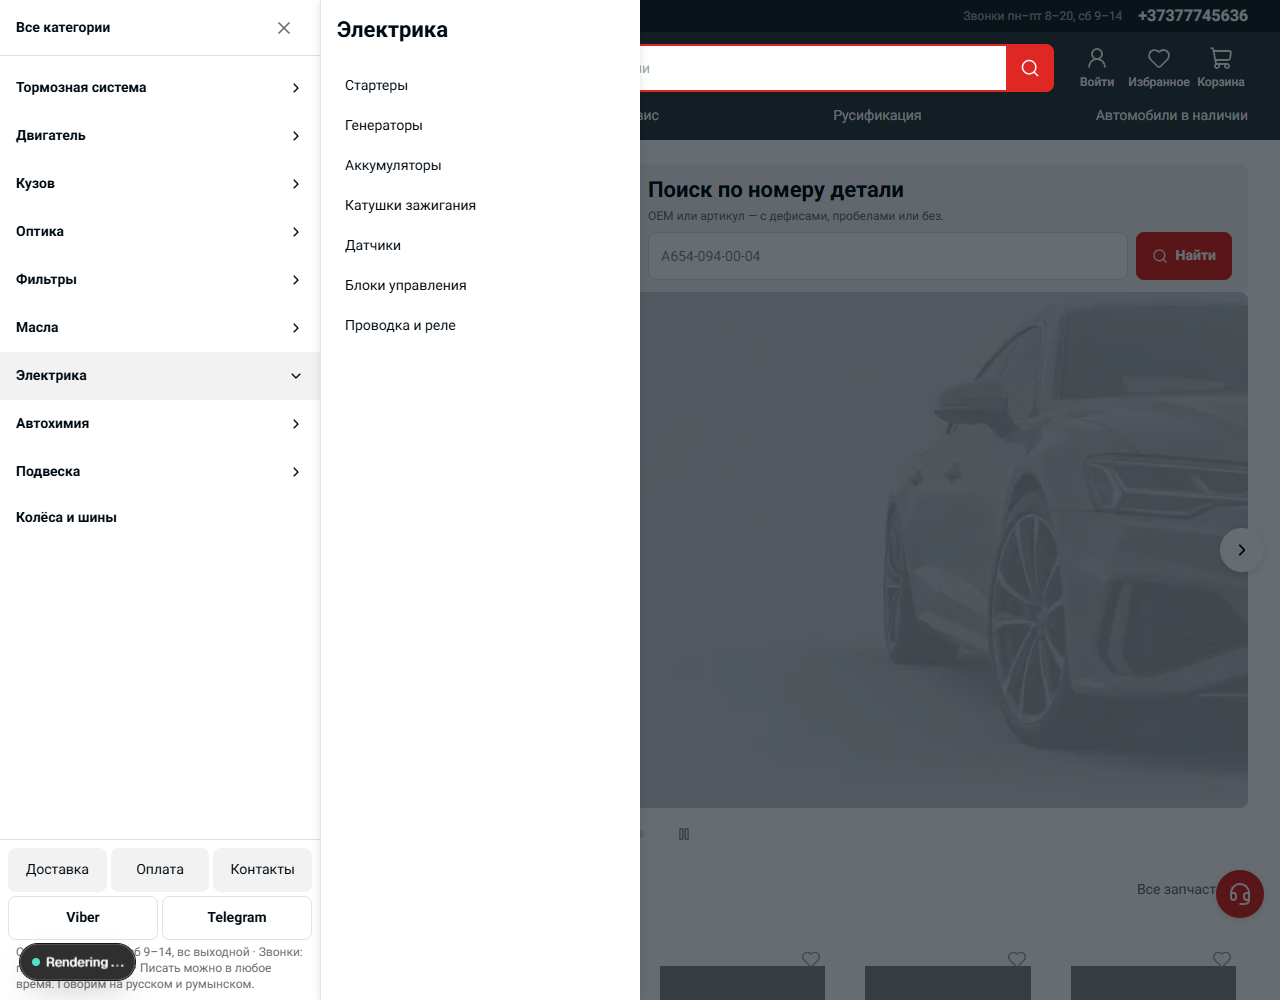 Все категории
Тормозная система
Двигатель
Кузов
Оптика
Фильтры
Масла
Электрика
Автохимия
Подвеска
Колёса и шины
Доставка
Оплата
Контакты
Viber
Telegram
9–14, вс выходной · Звонки:
Писать можно в любое
время. Говорим на русском и румынском.
Rendering ...
Электрика
Стартеры
Генераторы
Аккумуляторы
Катушки зажигания
Датчики
Блоки управления
Проводка и реле
Звонки пн–пт 8–20, сб 9–14
+37377745636
Войти
Избранное
Корзина
Русификация
Автомобили в наличии
Поиск по номеру детали
OEM или артикул — с дефисами, пробелами или без.
A654-094-00-04
Найти
Все запчаст